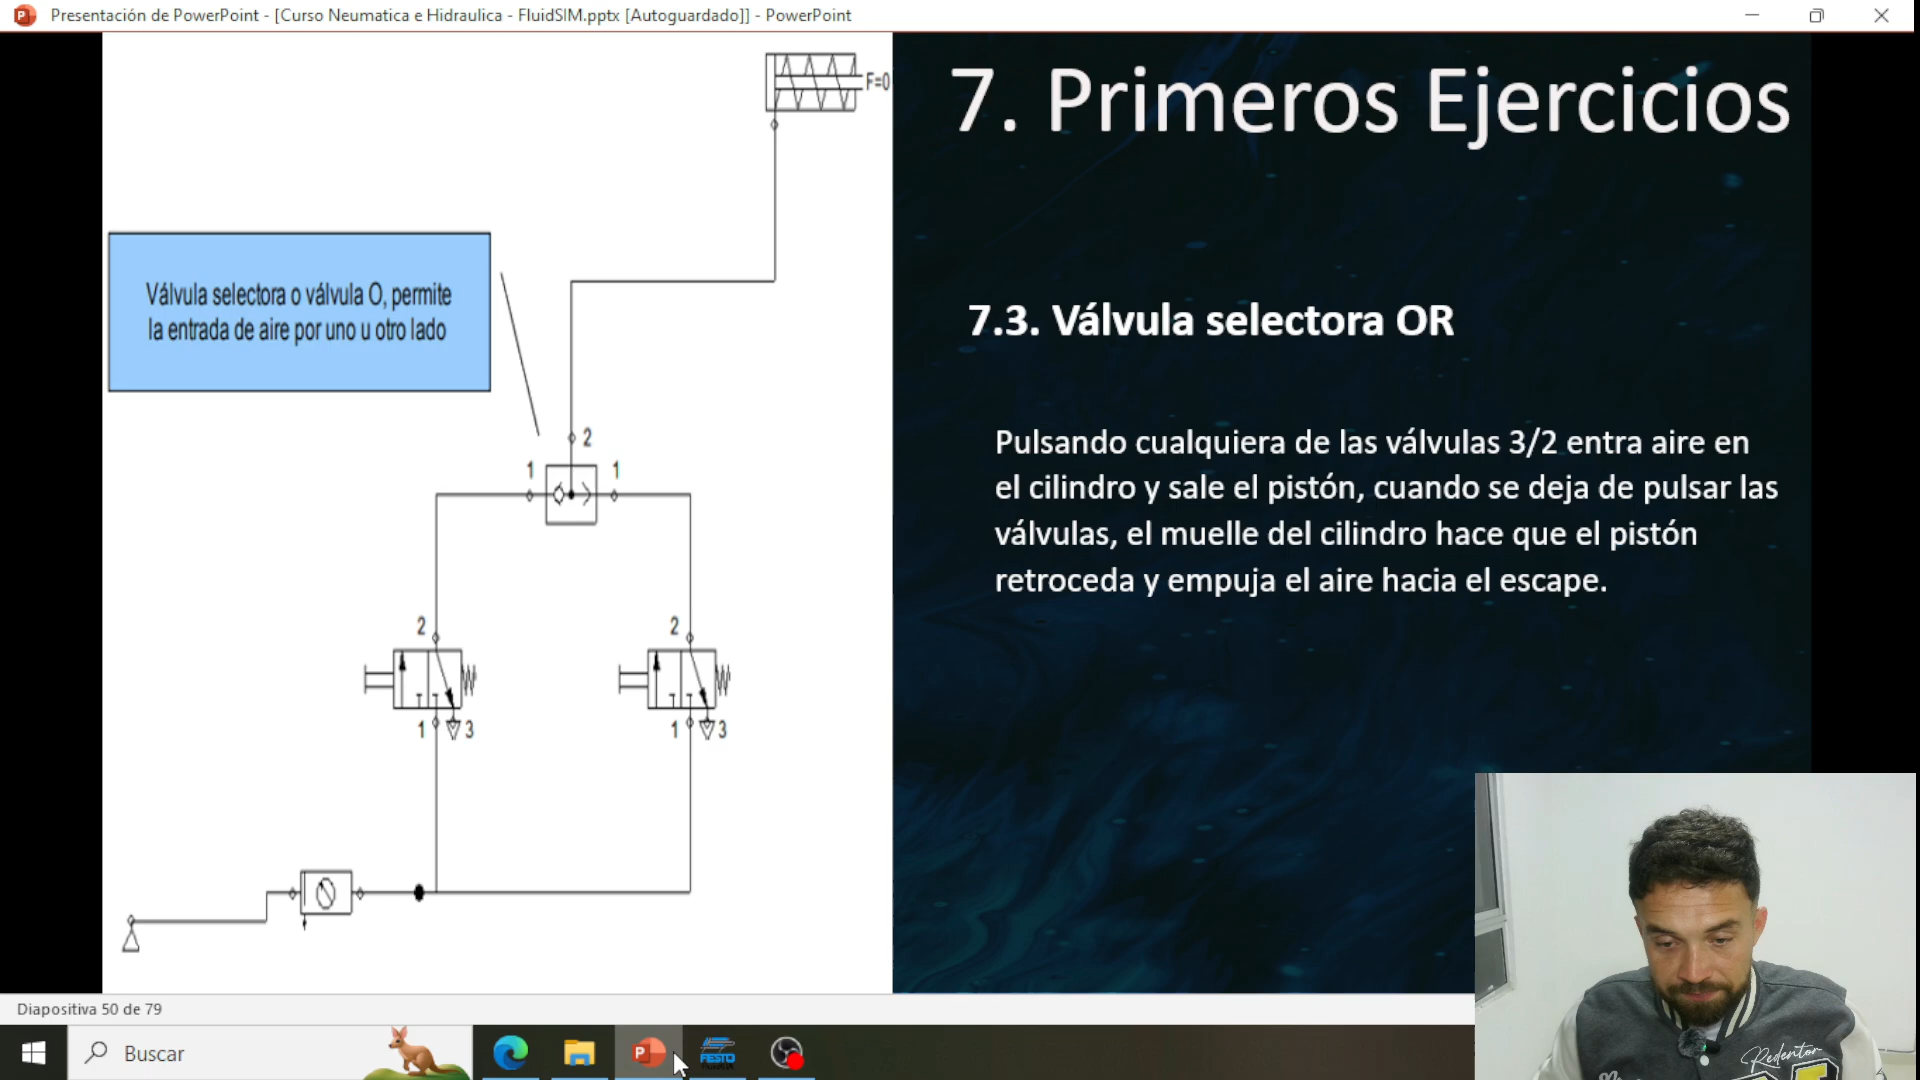 Presentación de PowerPoint - [Curso Neumatica e Hidraulica - FluidSIM.pptx [Autoguardado]] - PowerPoint
F=0
7. Primeros Ejercicios
Válvula selectora o válvula O, permite
la entrada de aire por uno u otro lado
7.3. Válvula selectora OR
Pulsando cualquiera de las válvulas 3/2 entra aire en
el cilindro y sale el pistón, cuando se deja de pulsar las
válvulas, el muelle del cilindro hace que el pistón
retroceda y empuja el aire hacia el escape.
2
1 1
2 2
1 3 1 3
Diapositiva 50 de 79
Buscar
FESTO
Redentor